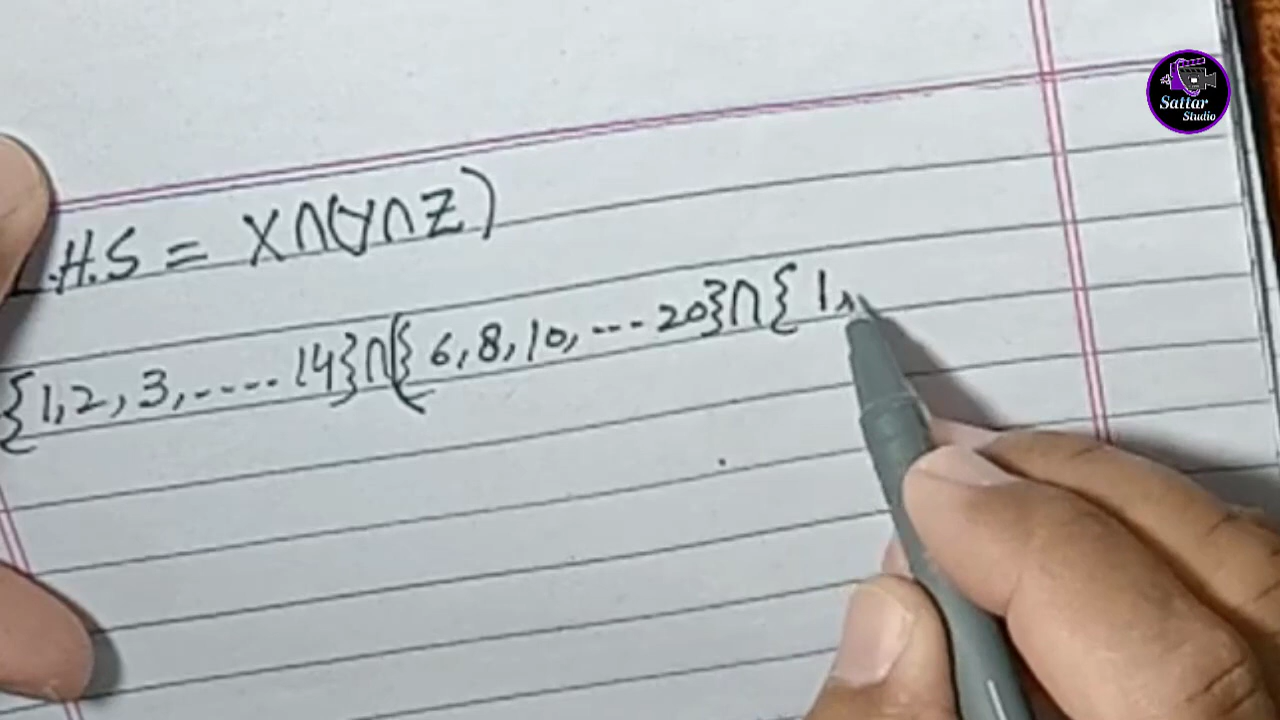 L.H.S = X∩(Y∩Z)
{1,2,3,.....14}∩({6,8,10,...20}∩{1,
Sattar
Studio